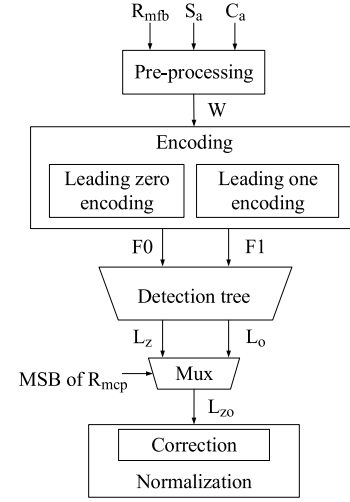 R_mfb S_a C_a
Pre-processing
W
Encoding
Leading zero encoding
Leading one encoding
F0 F1
Detection tree
L_z L_o
MSB of R_mcp
Mux
L_zo
Correction
Normalization